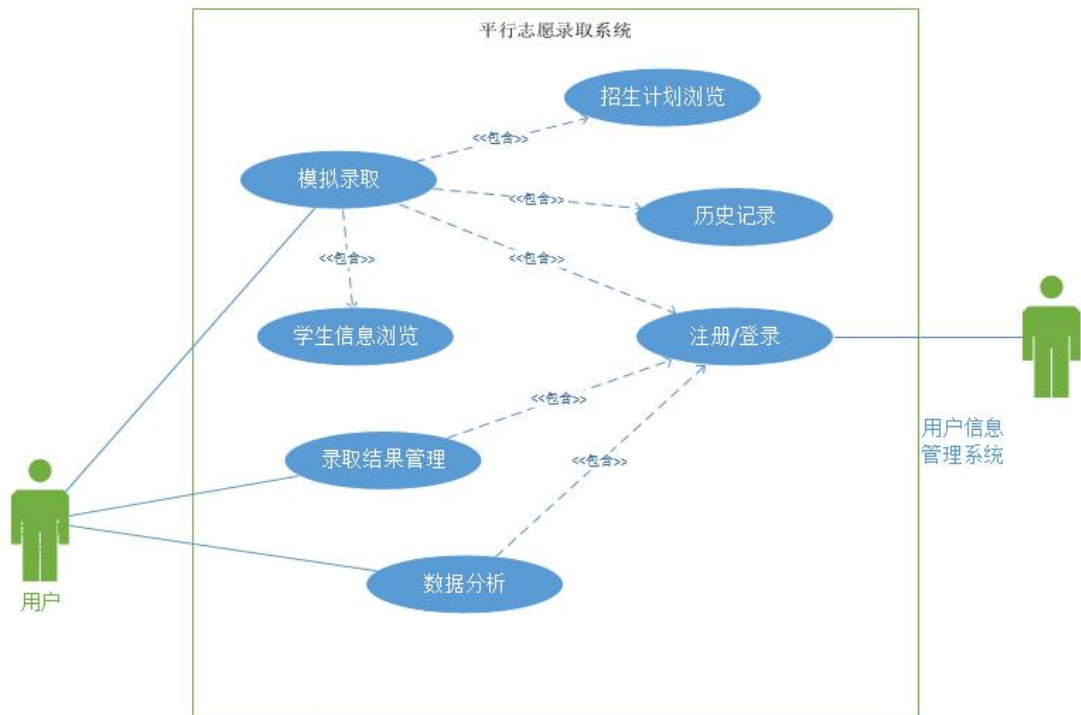 平行志愿录取系统
招生计划浏览
<<包含>>
模拟录取
<<包含>>
历史记录
<<包含>>
<<包含>>
学生信息浏览
注册/登录
<<包含>>
用户信息
管理系统
录取结果管理
<<包含>>
数据分析
用户